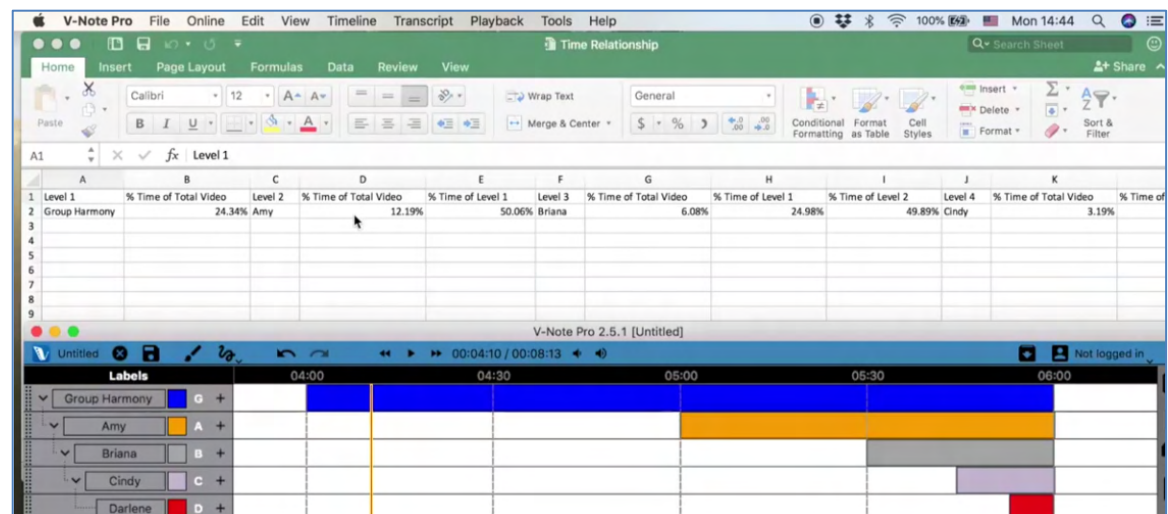 V-Note Pro File Online Edit View Timeline Transcript Playback Tools Help 100% Mon 14:44
Time Relationship Search Sheet
Home Insert Page Layout Formulas Data Review View Share
Calibri 12 A A Wrap Text General Insert Σ
Paste B I U A Merge & Center $ % Conditional Formatting Format as Table Cell Styles Delete Format Sort & Filter
A1 fx Level 1
A B C D E F G H I J K
1 Level 1 % Time of Total Video Level 2 % Time of Total Video % Time of Level 1 Level 3 % Time of Total Video % Time of Level 1 % Time of Level 2 Level 4 % Time of Total Video % Time of
2 Group Harmony 24.34% Amy 12.19% 50.06% Briana 6.08% 24.98% 49.89% Cindy 3.19%
3
4
5
6
7
8
9
V-Note Pro 2.5.1 [Untitled]
Untitled 00:04:10 / 00:08:13 Not logged in
Labels 04:00 04:30 05:00 05:30 06:00
Group Harmony G +
Amy A +
Briana B +
Cindy C +
Darlene D +